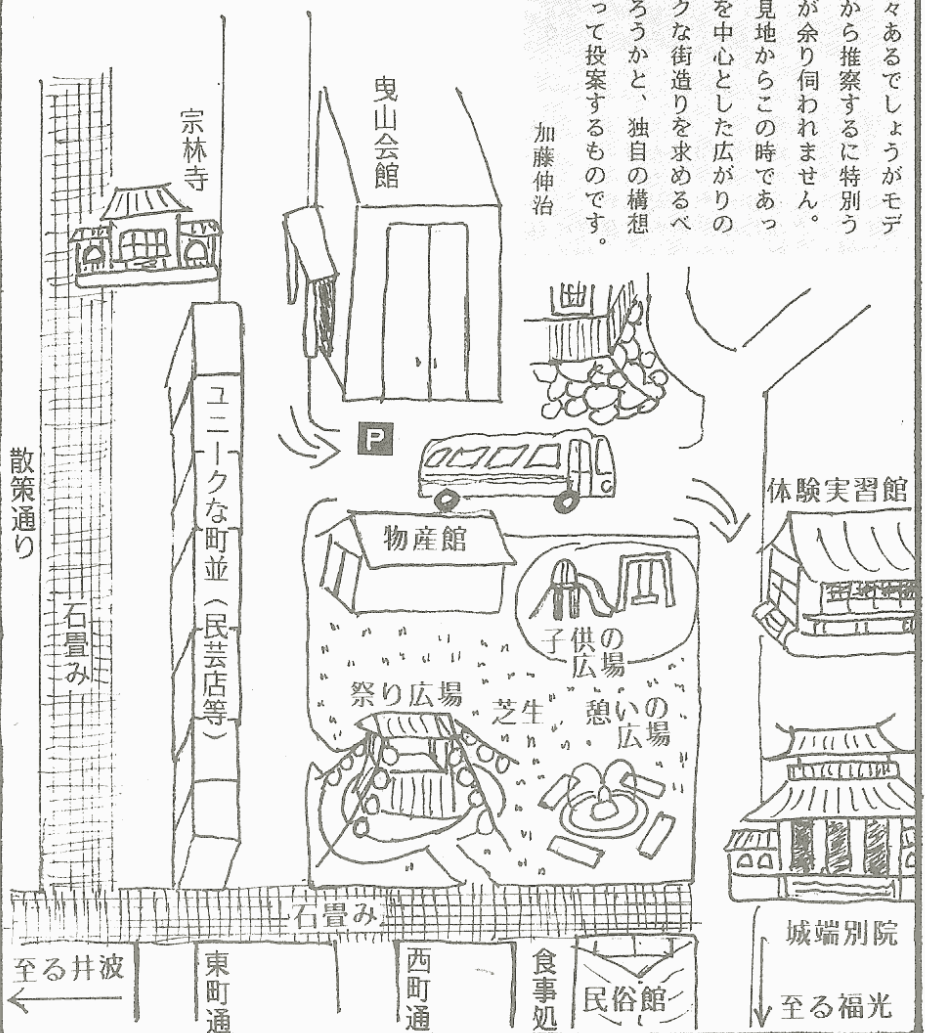 々あるでしょうがモデ
から推察するに特別う
が余り伺われません。
見地からこの時であっ
を中心とした広がりの
クな街造りを求めるべ
ろうかと、独自の構想
って投案するものです。
加藤伸治
曳山会館
宗林寺
P
ユニークな町並（民芸店等）
散策通り
石畳み
物産館
体験実習館
子供の
広場
祭り広場
芝生
憩いの
広場
石畳み
城端別院
至る井波
東町通
西町通
食事処
民俗館
至る福光